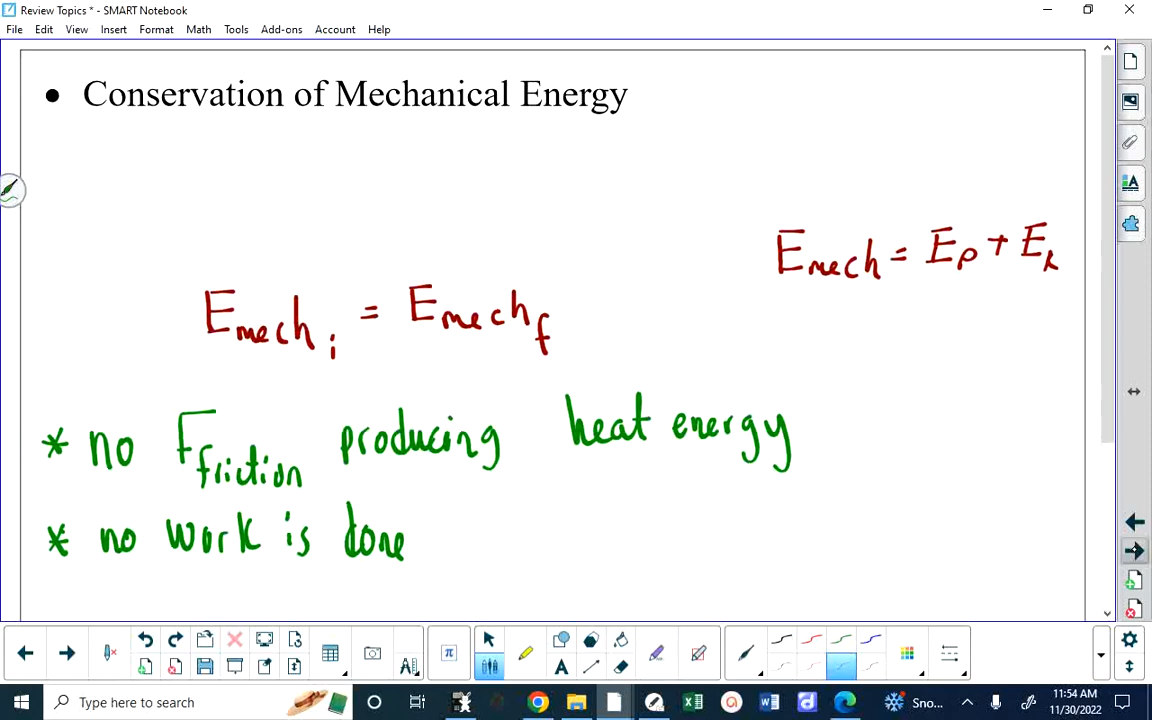 Review Topics * - SMART Notebook
File Edit View Insert Format Math Tools Add-ons Account Help
• Conservation of Mechanical Energy
Emech = Ep + Ek
Emech i = Emech f
* no Ffriction producing heat energy
* no work is done
Type here to search
Sno...
11:54 AM
11/30/2022